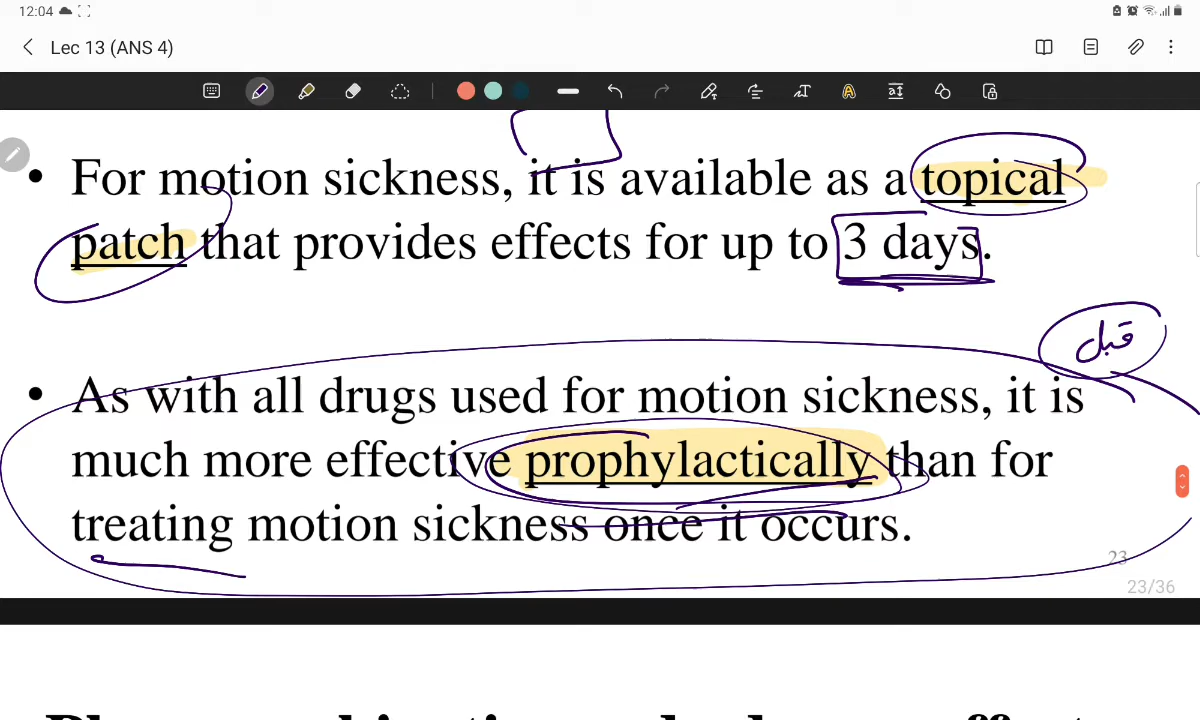 12:04
Lec 13 (ANS 4)
• For motion sickness, it is available as a topical
patch that provides effects for up to 3 days.
قبل
• As with all drugs used for motion sickness, it is
much more effective prophylactically than for
treating motion sickness once it occurs.
23
23/36